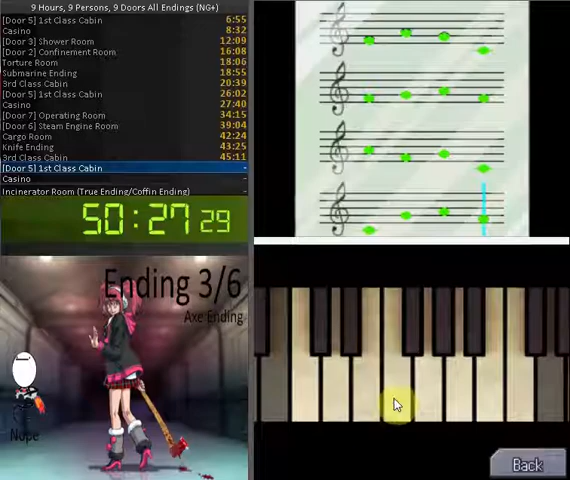 9 Hours, 9 Persons, 9 Doors All Endings (NG+)
[Door 5] 1st Class Cabin 6:55
Casino 8:32
[Door 3] Shower Room 12:09
[Door 2] Confinement Room 16:08
Torture Room 18:06
Submarine Ending 18:55
3rd Class Cabin 20:39
[Door 5] 1st Class Cabin 26:02
Casino 27:40
[Door 7] Operating Room 34:15
[Door 6] Steam Engine Room 39:04
Cargo Room 42:24
Knife Ending 43:25
3rd Class Cabin 45:11
[Door 5] 1st Class Cabin -
Casino -
Incinerator Room (True Ending/Coffin Ending) -
50:27 29
Ending 3/6
Axe Ending
Nope
Back